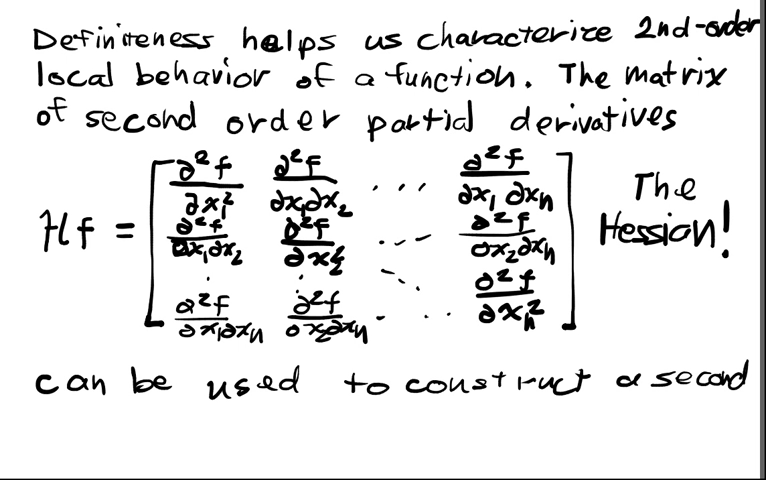 Definiteness helps us characterize 2nd-order
local behavior of a function. The matrix
of second order partial derivatives
Hf = [ ∂²f/∂x₁² ∂²f/∂x₁∂x₂ ... ∂²f/∂x₁∂xₙ
∂²f/∂x₁∂x₂ ∂²f/∂x₂² ... ∂²f/∂x₂∂xₙ
⋮ ⋮ ⋱
∂²f/∂x₁∂xₙ ∂²f/∂x₂∂xₙ ... ∂²f/∂xₙ² ]
The
Hession!
can be used to construct a second